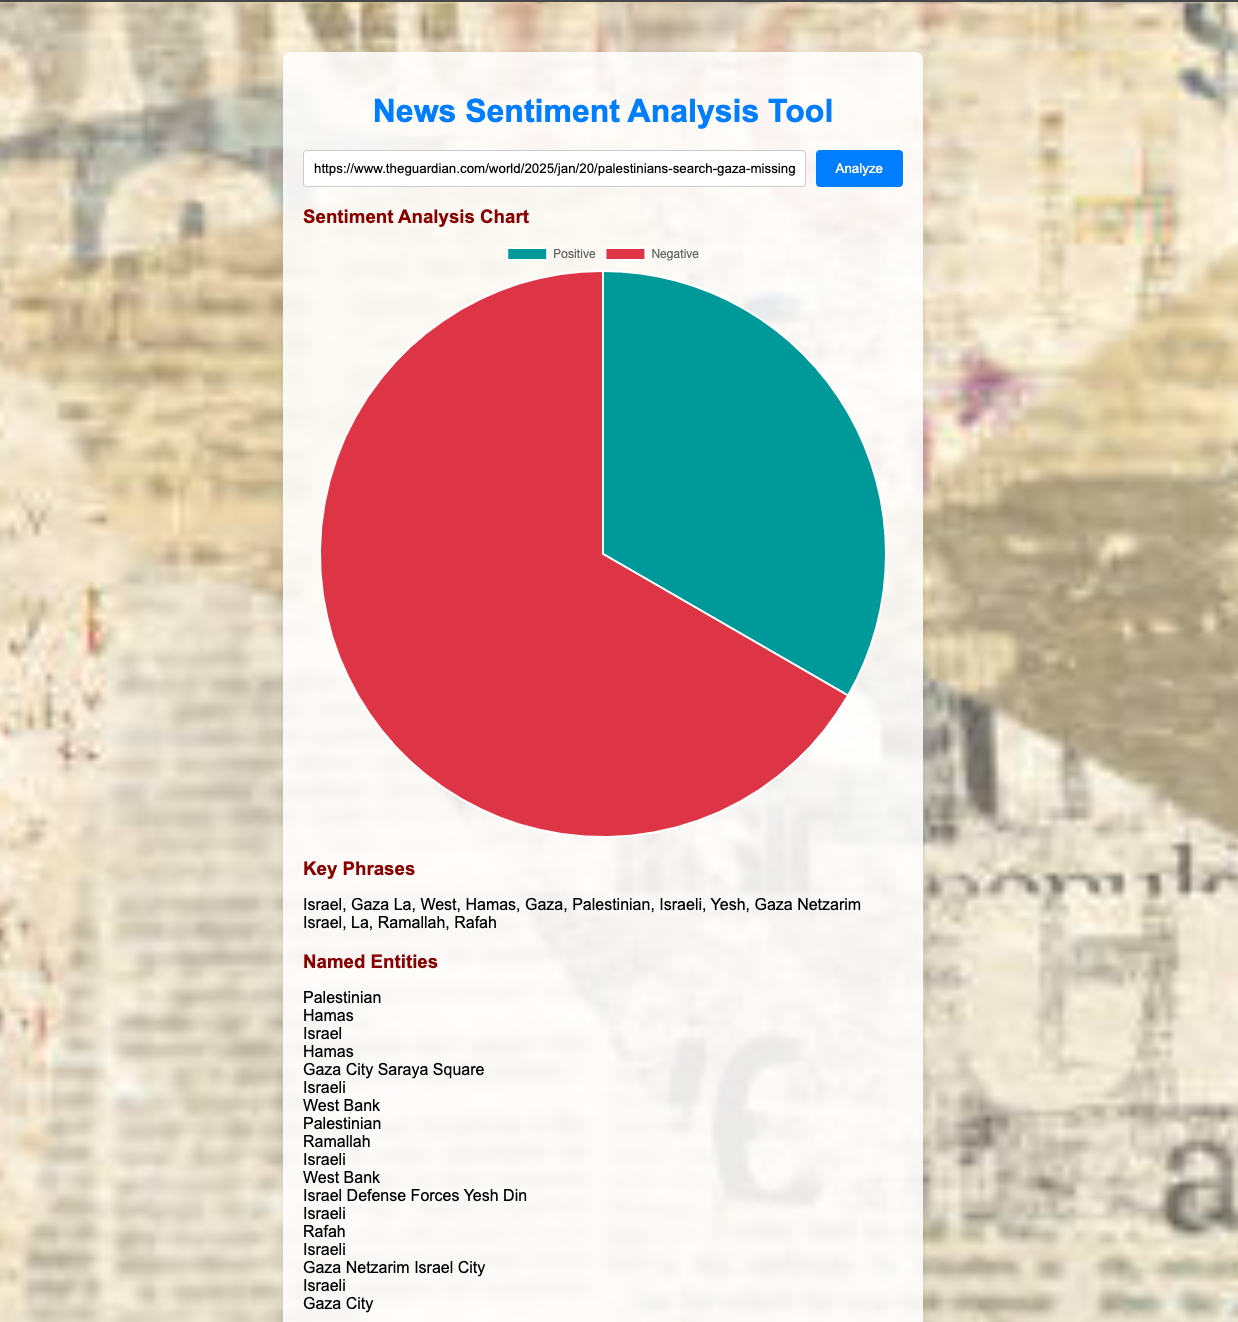 News Sentiment Analysis Tool
https://www.theguardian.com/world/2025/jan/20/palestinians-search-gaza-missing
Analyze
Sentiment Analysis Chart
Positive Negative
Key Phrases
Israel, Gaza La, West, Hamas, Gaza, Palestinian, Israeli, Yesh, Gaza Netzarim
Israel, La, Ramallah, Rafah
Named Entities
Palestinian
Hamas
Israel
Hamas
Gaza City Saraya Square
Israeli
West Bank
Palestinian
Ramallah
Israeli
West Bank
Israel Defense Forces Yesh Din
Israeli
Rafah
Israeli
Gaza Netzarim Israel City
Israeli
Gaza City